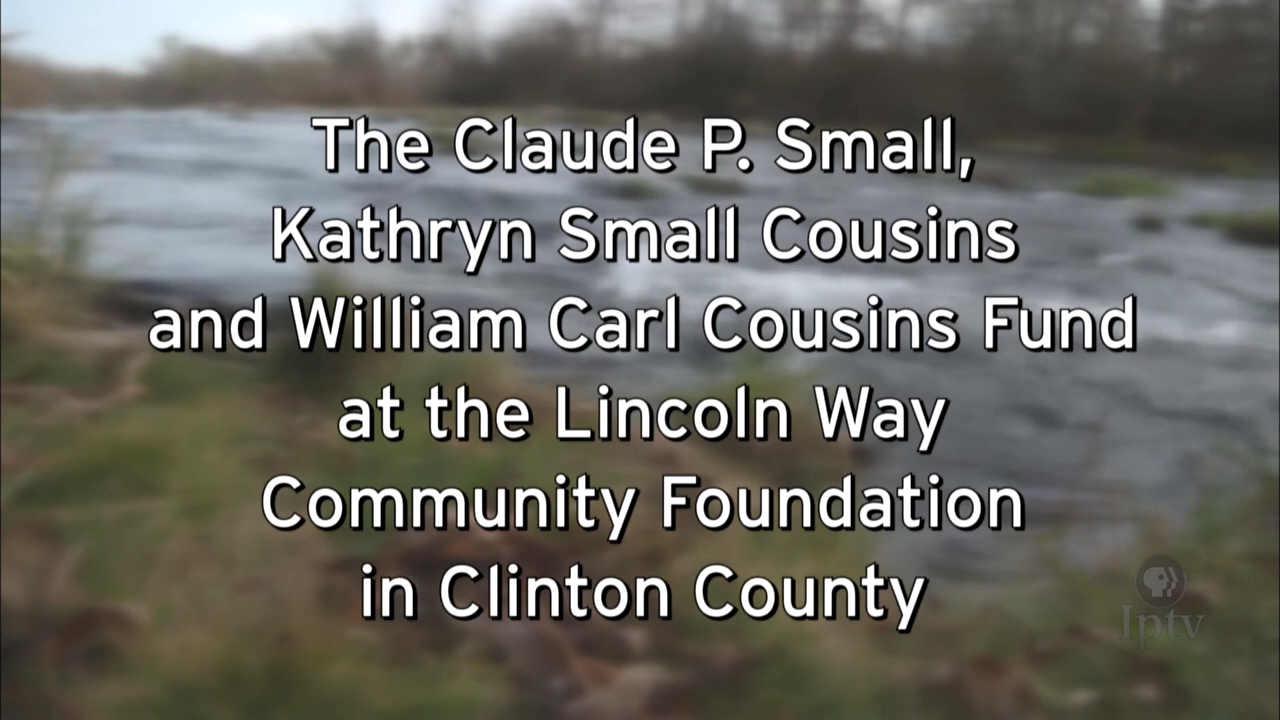 The Claude P. Small,
Kathryn Small Cousins
and William Carl Cousins Fund
at the Lincoln Way
Community Foundation
in Clinton County
Iptv